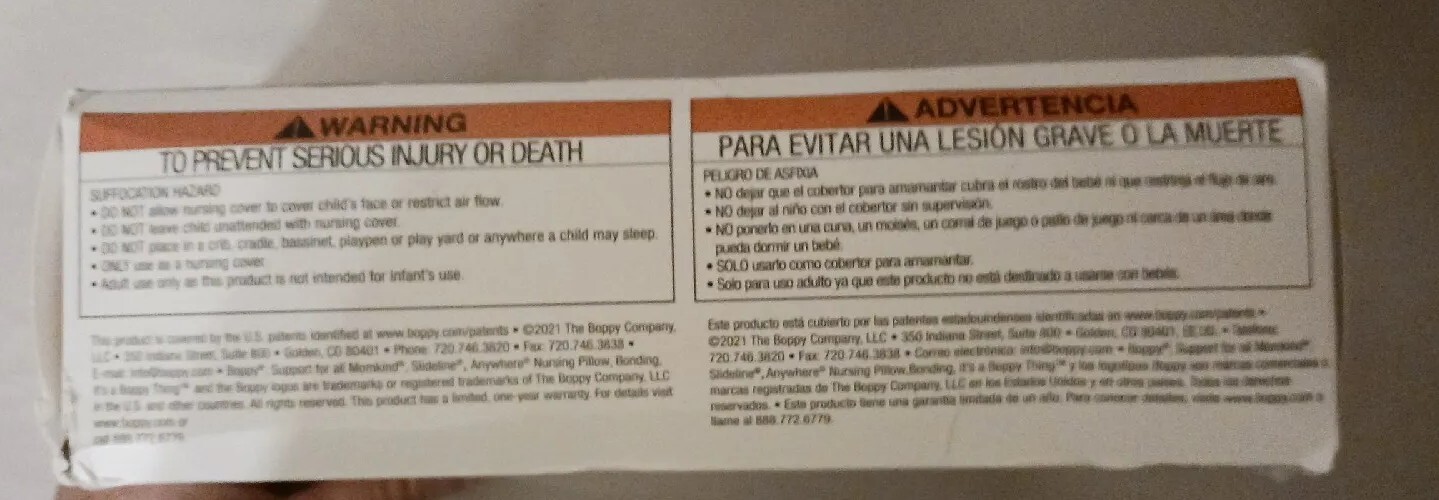 WARNING
TO PREVENT SERIOUS INJURY OR DEATH
SUFFOCATION HAZARD
• DO NOT allow nursing cover to cover child's face or restrict air flow.
• DO NOT leave child unattended with nursing cover.
• DO NOT place in a crib, cradle, bassinet, playpen or play yard or anywhere a child may sleep.
• ONLY use as a nursing cover.
• Adult use only as this product is not intended for infant's use.
This product is covered by the U.S. patents identified at www.boppy.com/patents • ©2021 The Boppy Company,
LLC • 350 Indiana Street, Suite 800 • Golden, CO 80401 • Phone: 720.746.3820 • Fax: 720.746.3838 •
E-mail: info@boppy.com • Boppy®, Support for all Momkind®, Slideline®, Anywhere® Nursing Pillow, Bonding,
It's a Boppy Thing™ and the Boppy logos are trademarks or registered trademarks of The Boppy Company, LLC
in the U.S. and other countries. All rights reserved. This product has a limited, one-year warranty. For details visit
www.boppy.com or
call 888.772.6779
ADVERTENCIA
PARA EVITAR UNA LESIÓN GRAVE O LA MUERTE
PELIGRO DE ASFIXIA
• NO dejar que el cobertor para amamantar cubra el rostro del bebé ni que restrinja el flujo de aire.
• NO dejar al niño con el cobertor sin supervisión.
• NO ponerlo en una cuna, un moisés, un corral de juego o patio de juego ni cerca de un área donde
pueda dormir un bebé.
• SÓLO usarlo como cobertor para amamantar.
• Solo para uso adulto ya que este producto no está destinado a usarse con bebés.
Este producto está cubierto por las patentes estadounidenses identificadas en www.boppy.com/patents •
©2021 The Boppy Company, LLC • 350 Indiana Street, Suite 800 • Golden, CO 80401, EE.UU. • Teléfono:
720.746.3820 • Fax: 720.746.3838 • Correo electrónico: info@boppy.com • Boppy®, Support for all Momkind®,
Slideline®, Anywhere® Nursing Pillow, Bonding, It's a Boppy Thing™ y los logotipos Boppy son marcas comerciales o
marcas registradas de The Boppy Company, LLC en los Estados Unidos y en otros países. Todos los derechos
reservados. • Este producto tiene una garantía limitada de un año. Para conocer detalles, visite www.boppy.com o
llame al 888.772.6779